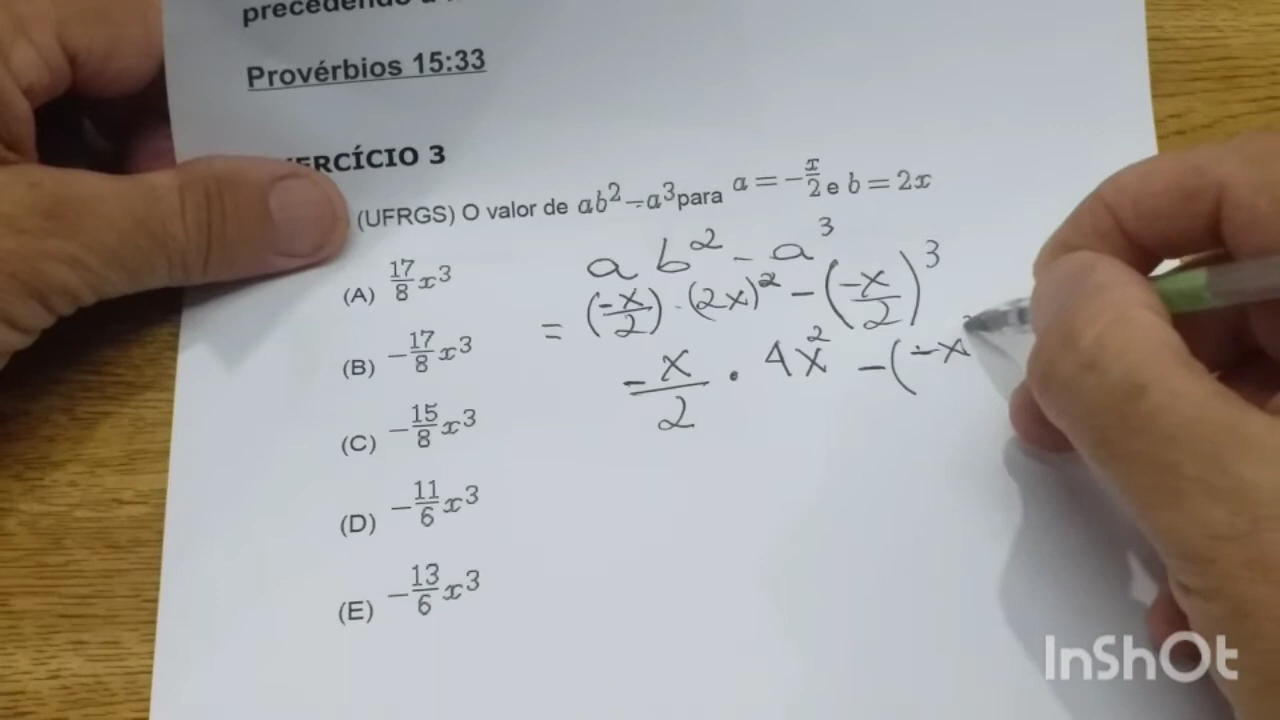 Provérbios 15:33
ERCÍCIO 3
(UFRGS) O valor de ab² – a³ para a = –x/2 e b = 2x
a b² - a³
= (-x/2) · (2x)² - (-x/2)³
-x/2 · 4x² - (-x
(A) 17/8 x³
(B) –17/8 x³
(C) –15/8 x³
(D) –11/6 x³
(E) –13/6 x³
InShOt